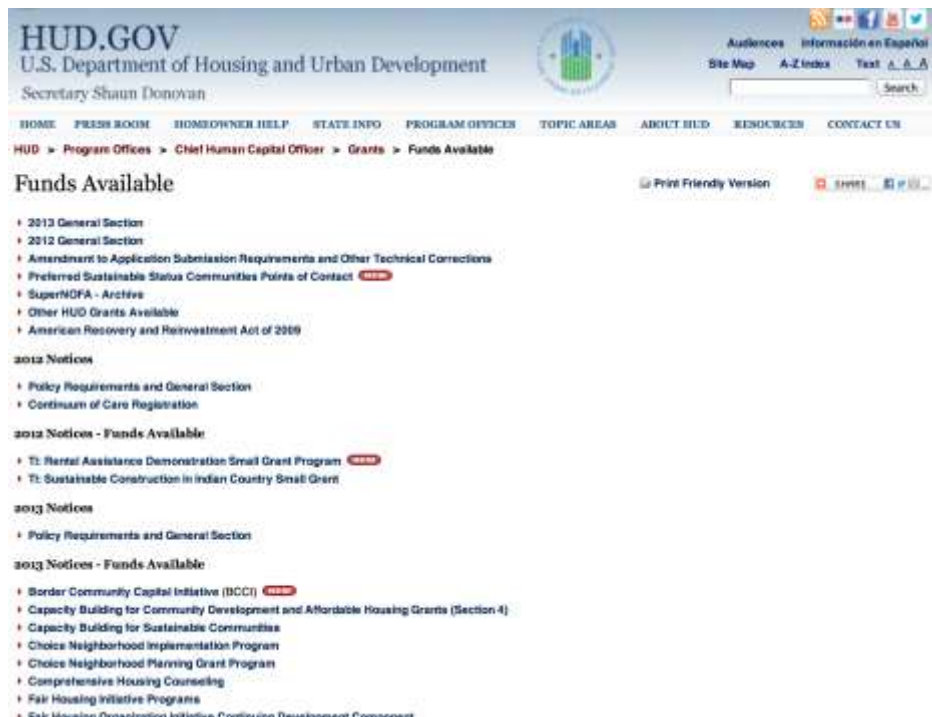 HUD.GOV
U.S. Department of Housing and Urban Development
Secretary Shaun Donovan
Audiences Información en Español
Site Map A-Z Index Text A A A
Search
HOME PRESS ROOM HOMEOWNER HELP STATE INFO PROGRAM OFFICES TOPIC AREAS ABOUT HUD RESOURCES CONTACT US
HUD > Program Offices > Chief Human Capital Officer > Grants > Funds Available
Funds Available
Print Friendly Version
SHARE
2013 General Section
2012 General Section
Amendment to Application Submission Requirements and Other Technical Corrections
Preferred Sustainable Status Communities Points of Contact NEW
SuperNOFA - Archive
Other HUD Grants Available
American Recovery and Reinvestment Act of 2009
2012 Notices
Policy Requirements and General Section
Continuum of Care Registration
2012 Notices - Funds Available
TI: Rental Assistance Demonstration Small Grant Program NEW
TI: Sustainable Construction in Indian Country Small Grant
2013 Notices
Policy Requirements and General Section
2013 Notices - Funds Available
Border Community Capital Initiative (BCCI) NEW
Capacity Building for Community Development and Affordable Housing Grants (Section 4)
Capacity Building for Sustainable Communities
Choice Neighborhood Implementation Program
Choice Neighborhood Planning Grant Program
Comprehensive Housing Counseling
Fair Housing Initiative Programs
Fair Housing Organization Initiative Continuing Development Component